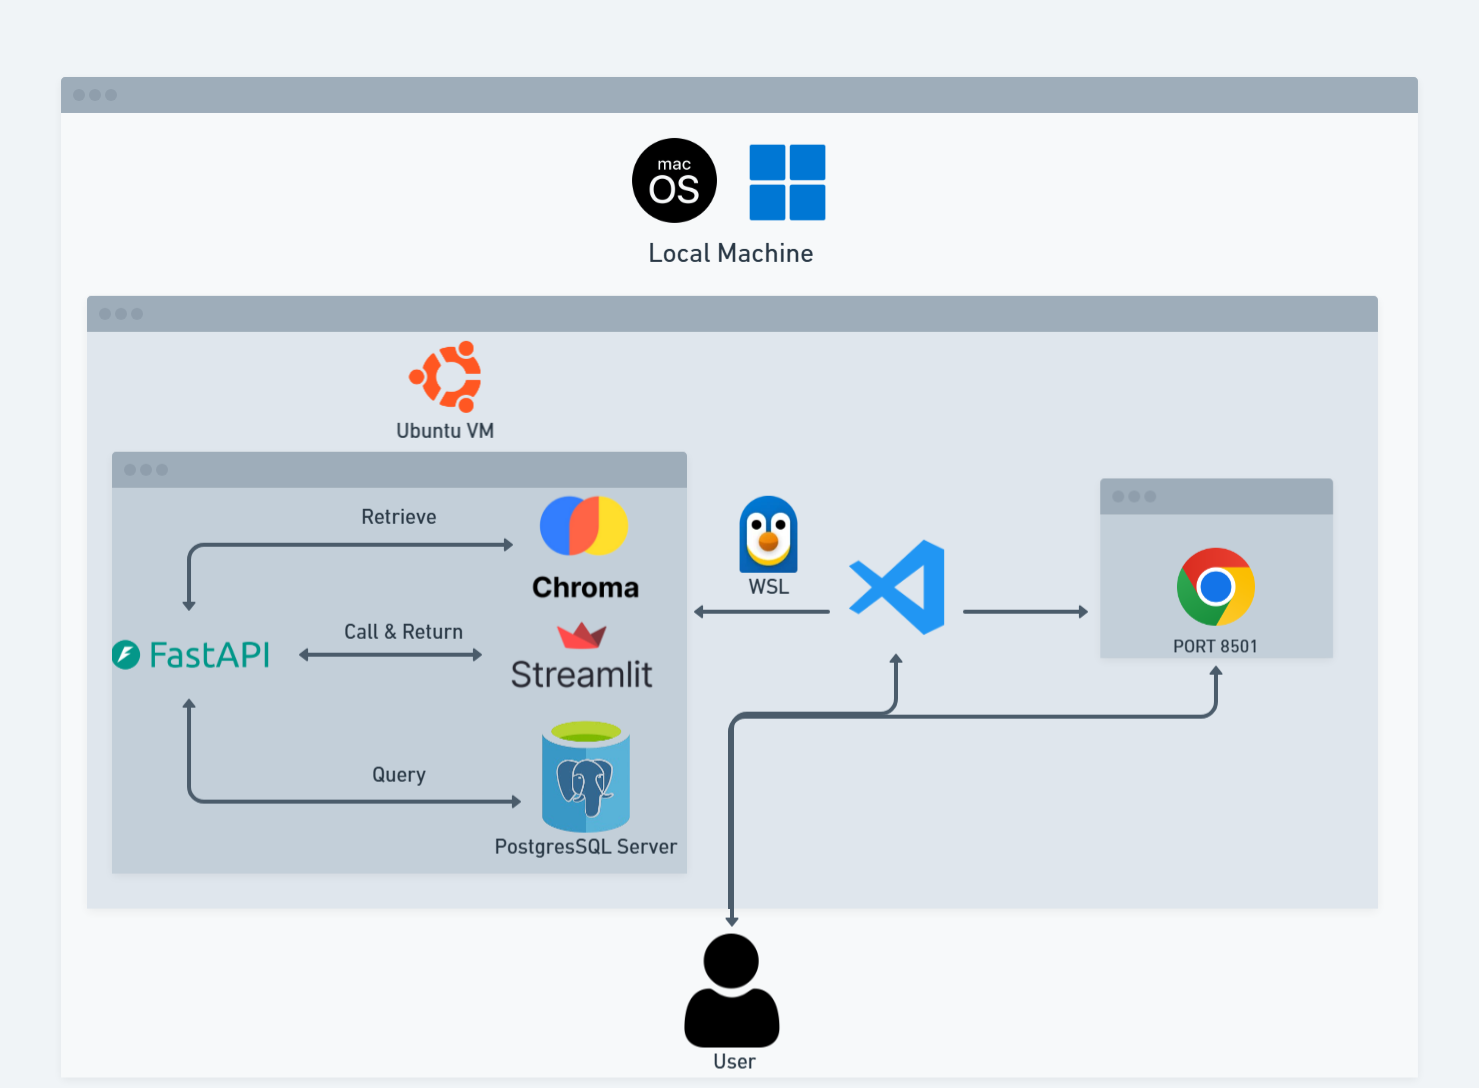 mac
OS
Local Machine
Ubuntu VM
Retrieve
Chroma
Call & Return
FastAPI
Streamlit
Query
PostgresSQL Server
WSL
PORT 8501
User